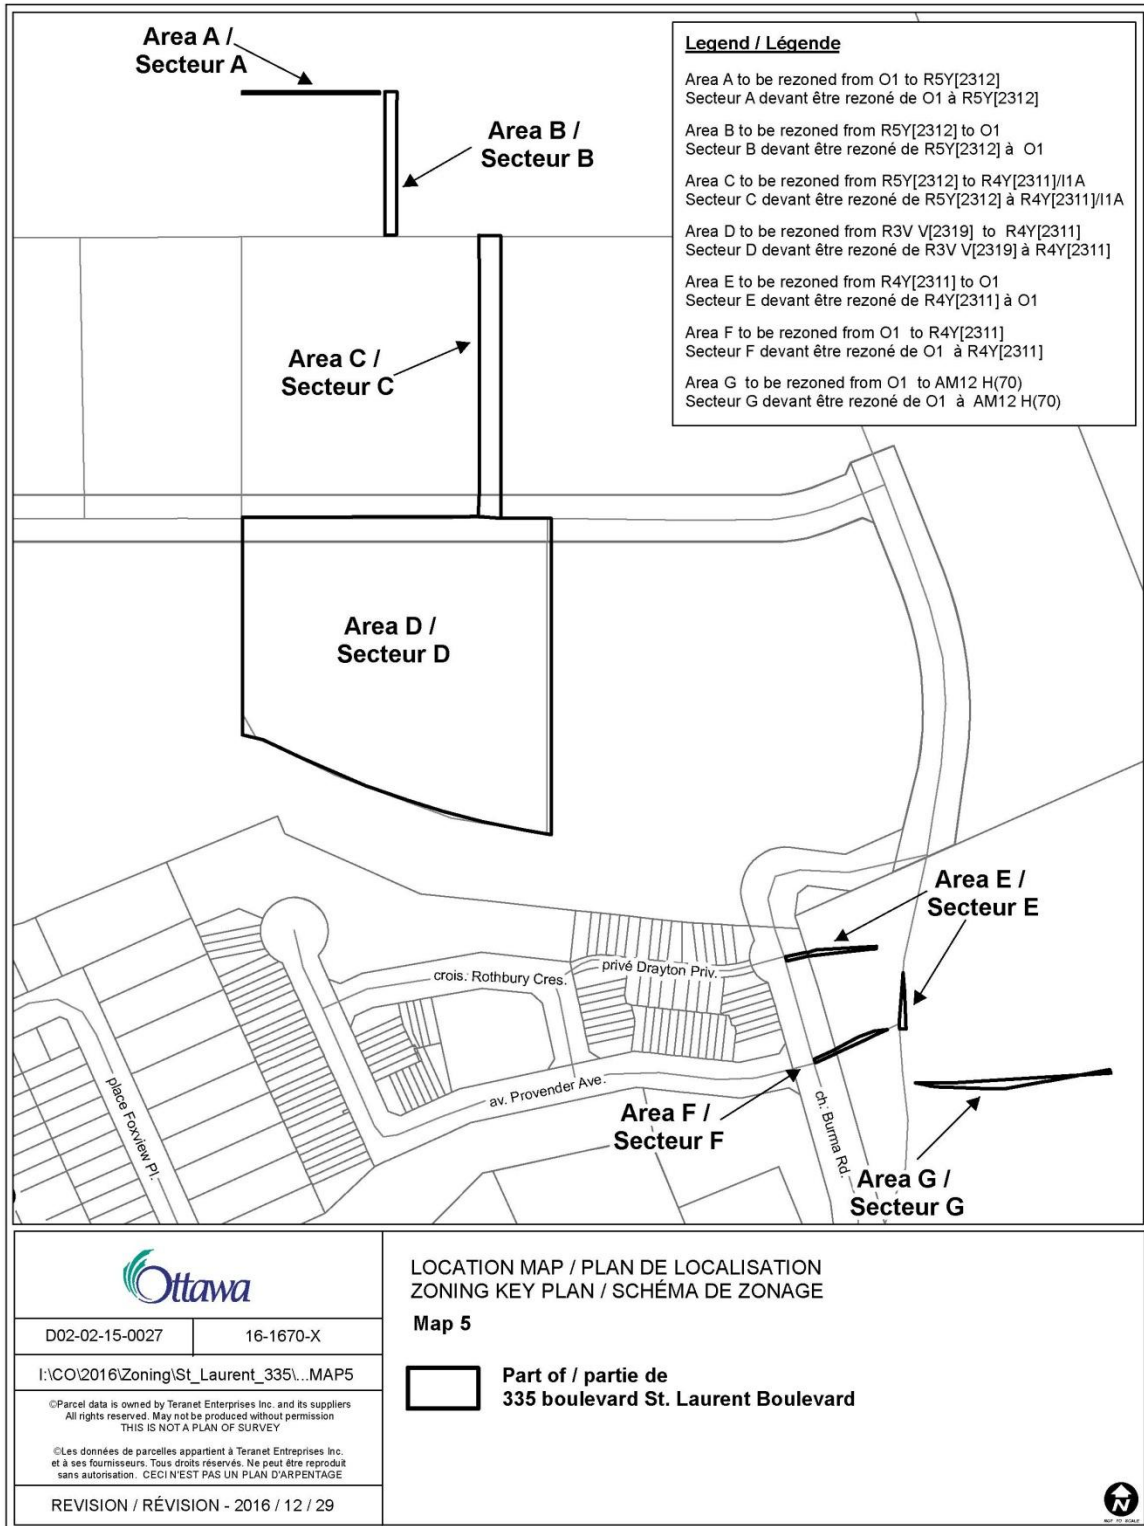 Area A /
Secteur A
Area B /
Secteur B
Area C /
Secteur C
Area D /
Secteur D
Legend / Légende
Area A to be rezoned from O1 to R5Y[2312]
Secteur A devant être rezoné de O1 à R5Y[2312]
Area B to be rezoned from R5Y[2312] to O1
Secteur B devant être rezoné de R5Y[2312] à O1
Area C to be rezoned from R5Y[2312] to R4Y[2311]/I1A
Secteur C devant être rezoné de R5Y[2312] à R4Y[2311]/I1A
Area D to be rezoned from R3V V[2319] to R4Y[2311]
Secteur D devant être rezoné de R3V V[2319] à R4Y[2311]
Area E to be rezoned from R4Y[2311] to O1
Secteur E devant être rezoné de R4Y[2311] à O1
Area F to be rezoned from O1 to R4Y[2311]
Secteur F devant être rezoné de O1 à R4Y[2311]
Area G to be rezoned from O1 to AM12 H(70)
Secteur G devant être rezoné de O1 à AM12 H(70)
Area E /
Secteur E
crois. Rothbury Cres.
privé Drayton Priv.
av. Provender Ave.
place Foxview Pl.
ch. Burma Rd.
Area F /
Secteur F
Area G /
Secteur G
Ottawa
D02-02-15-0027
16-1670-X
I:\CO\2016\Zoning\St_Laurent_335\...MAP5
©Parcel data is owned by Teranet Enterprises Inc. and its suppliers
All rights reserved. May not be produced without permission
THIS IS NOT A PLAN OF SURVEY
©Les données de parcelles appartient à Teranet Entreprises Inc.
et à ses fournisseurs. Tous droits réservés. Ne peut être reproduit
sans autorisation. CECI N'EST PAS UN PLAN D'ARPENTAGE
REVISION / RÉVISION - 2016 / 12 / 29
LOCATION MAP / PLAN DE LOCALISATION
ZONING KEY PLAN / SCHÉMA DE ZONAGE
Map 5
Part of / partie de
335 boulevard St. Laurent Boulevard
N
NOT TO SCALE